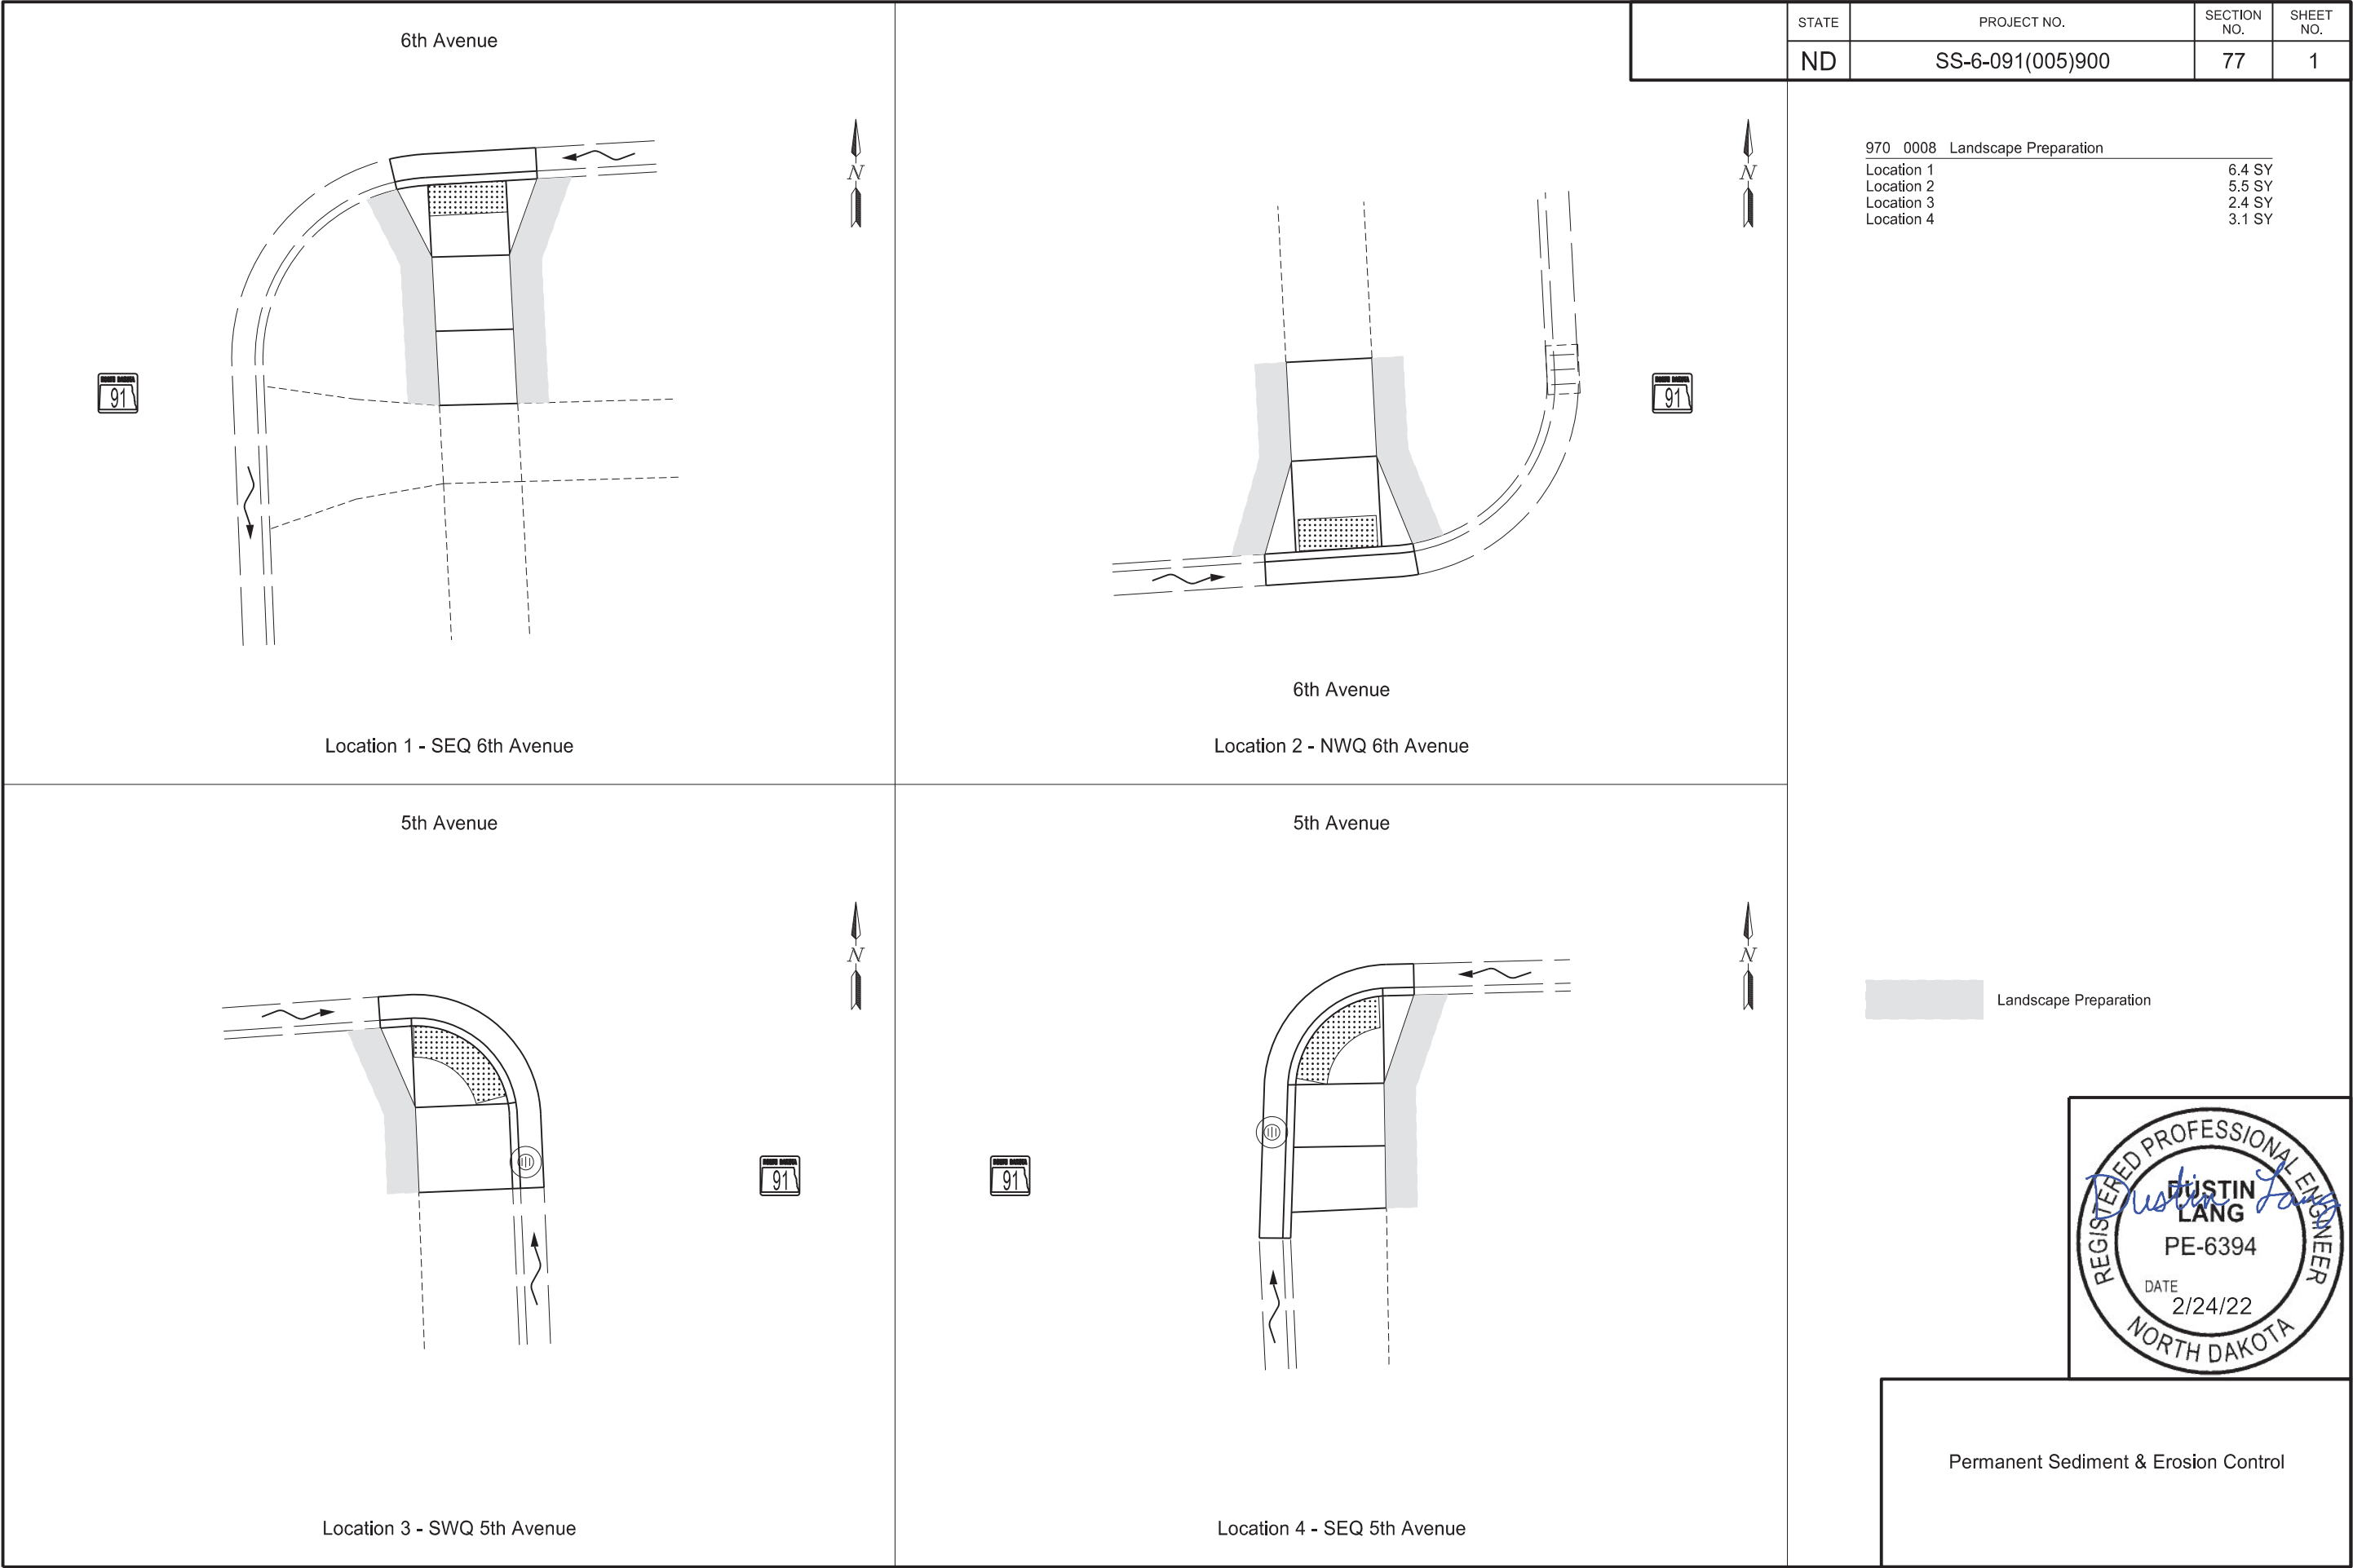 STATE
PROJECT NO.
SECTION NO.
SHEET NO.
ND
SS-6-091(005)900
77
1
6th Avenue
N
91
Location 1 - SEQ 6th Avenue
N
91
6th Avenue
Location 2 - NWQ 6th Avenue
970 0008 Landscape Preparation
Location 1 6.4 SY
Location 2 5.5 SY
Location 3 2.4 SY
Location 4 3.1 SY
5th Avenue
N
91
Location 3 - SWQ 5th Avenue
5th Avenue
N
91
Location 4 - SEQ 5th Avenue
Landscape Preparation
REGISTERED PROFESSIONAL ENGINEER
Dustin Lang
DUSTIN
LANG
PE-6394
DATE
2/24/22
NORTH DAKOTA
Permanent Sediment & Erosion Control